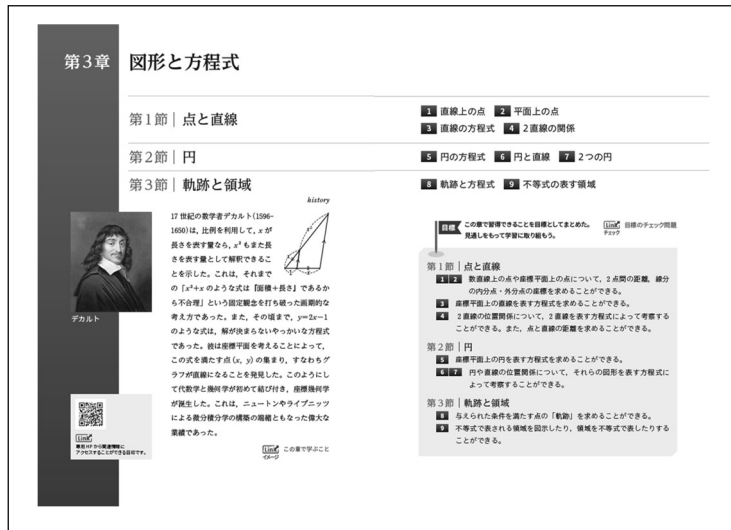 第3章 図形と方程式
第1節 点と直線
1 直線上の点 2 平面上の点
3 直線の方程式 4 2直線の関係
第2節 円
5 円の方程式 6 円と直線 7 2つの円
第3節 軌跡と領域
8 軌跡と方程式 9 不等式の表す領域
デカルト
history
17世紀の数学者デカルト(1596-
1650)は，比例を利用して，xが
長さを表す量なら，x²もまた長
さを表す量として解釈できるこ
とを示した。これは，それまで
の「x²+xのような式は『面積+長さ』であるか
ら不合理」という固定観念を打ち破った画期的な
考え方であった。また，その頃まで，y=2x-1
のような式は，解が決まらないやっかいな方程式
であった。彼は座標平面を考えることによって，
この式を満たす点(x, y)の集まり，すなわちグ
ラフが直線になることを発見した。このようにし
て代数学と幾何学が初めて結び付き，座標幾何学
が誕生した。これは，ニュートンやライプニッツ
による微分積分学の構築の端緒ともなった偉大な
業績であった。
Link イメージ この章で学ぶこと
Link
専用HPから関連情報に
アクセスすることができる目印です。
目標 この章で習得できることを目標としてまとめた。
見通しをもって学習に取り組もう。
Link チェック 目標のチェック問題
第1節 点と直線
1 2 数直線上の点や座標平面上の点について，2点間の距離，線分
の内分点・外分点の座標を求めることができる。
3 座標平面上の直線を表す方程式を求めることができる。
4 2直線の位置関係について，2直線を表す方程式によって考察する
ことができる。また，点と直線の距離を求めることができる。
第2節 円
5 座標平面上の円を表す方程式を求めることができる。
6 7 円や直線の位置関係について，それらの図形を表す方程式に
よって考察することができる。
第3節 軌跡と領域
8 与えられた条件を満たす点の「軌跡」を求めることができる。
9 不等式で表される領域を図示したり，領域を不等式で表したりする
ことができる。